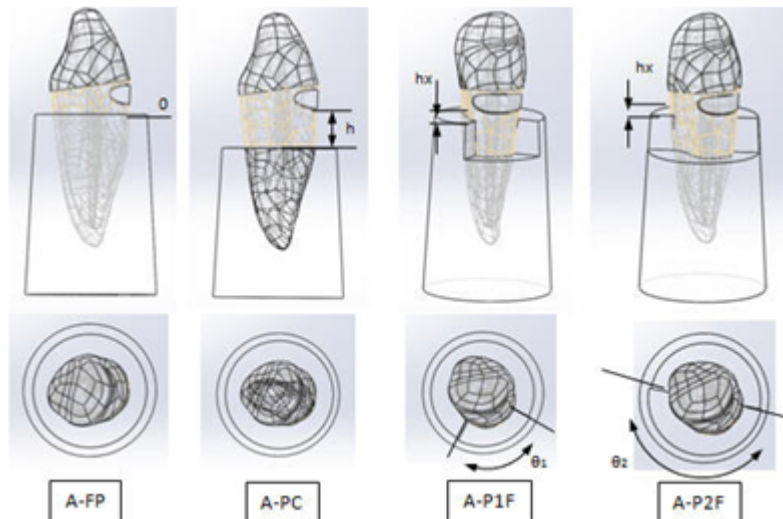 0
h
hx
hx
θ1
θ2
A-FP
A-PC
A-P1F
A-P2F